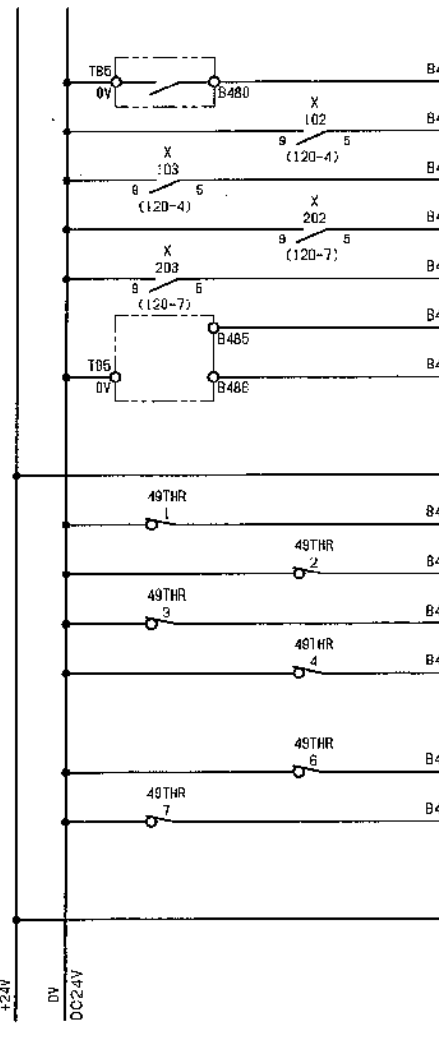 TB5
0V
B480
B4
X
102
9 5
(120-4)
B4
X
103
9 5
(120-4)
B4
X
202
9 5
(120-7)
B4
X
203
9 5
(120-7)
B4
B485
B4
TB5
0V
B486
B4
49THR
1
B4
49THR
2
B4
49THR
3
B4
49THR
4
B4
49THR
6
B4
49THR
7
B4
+24V
0V
DC24V